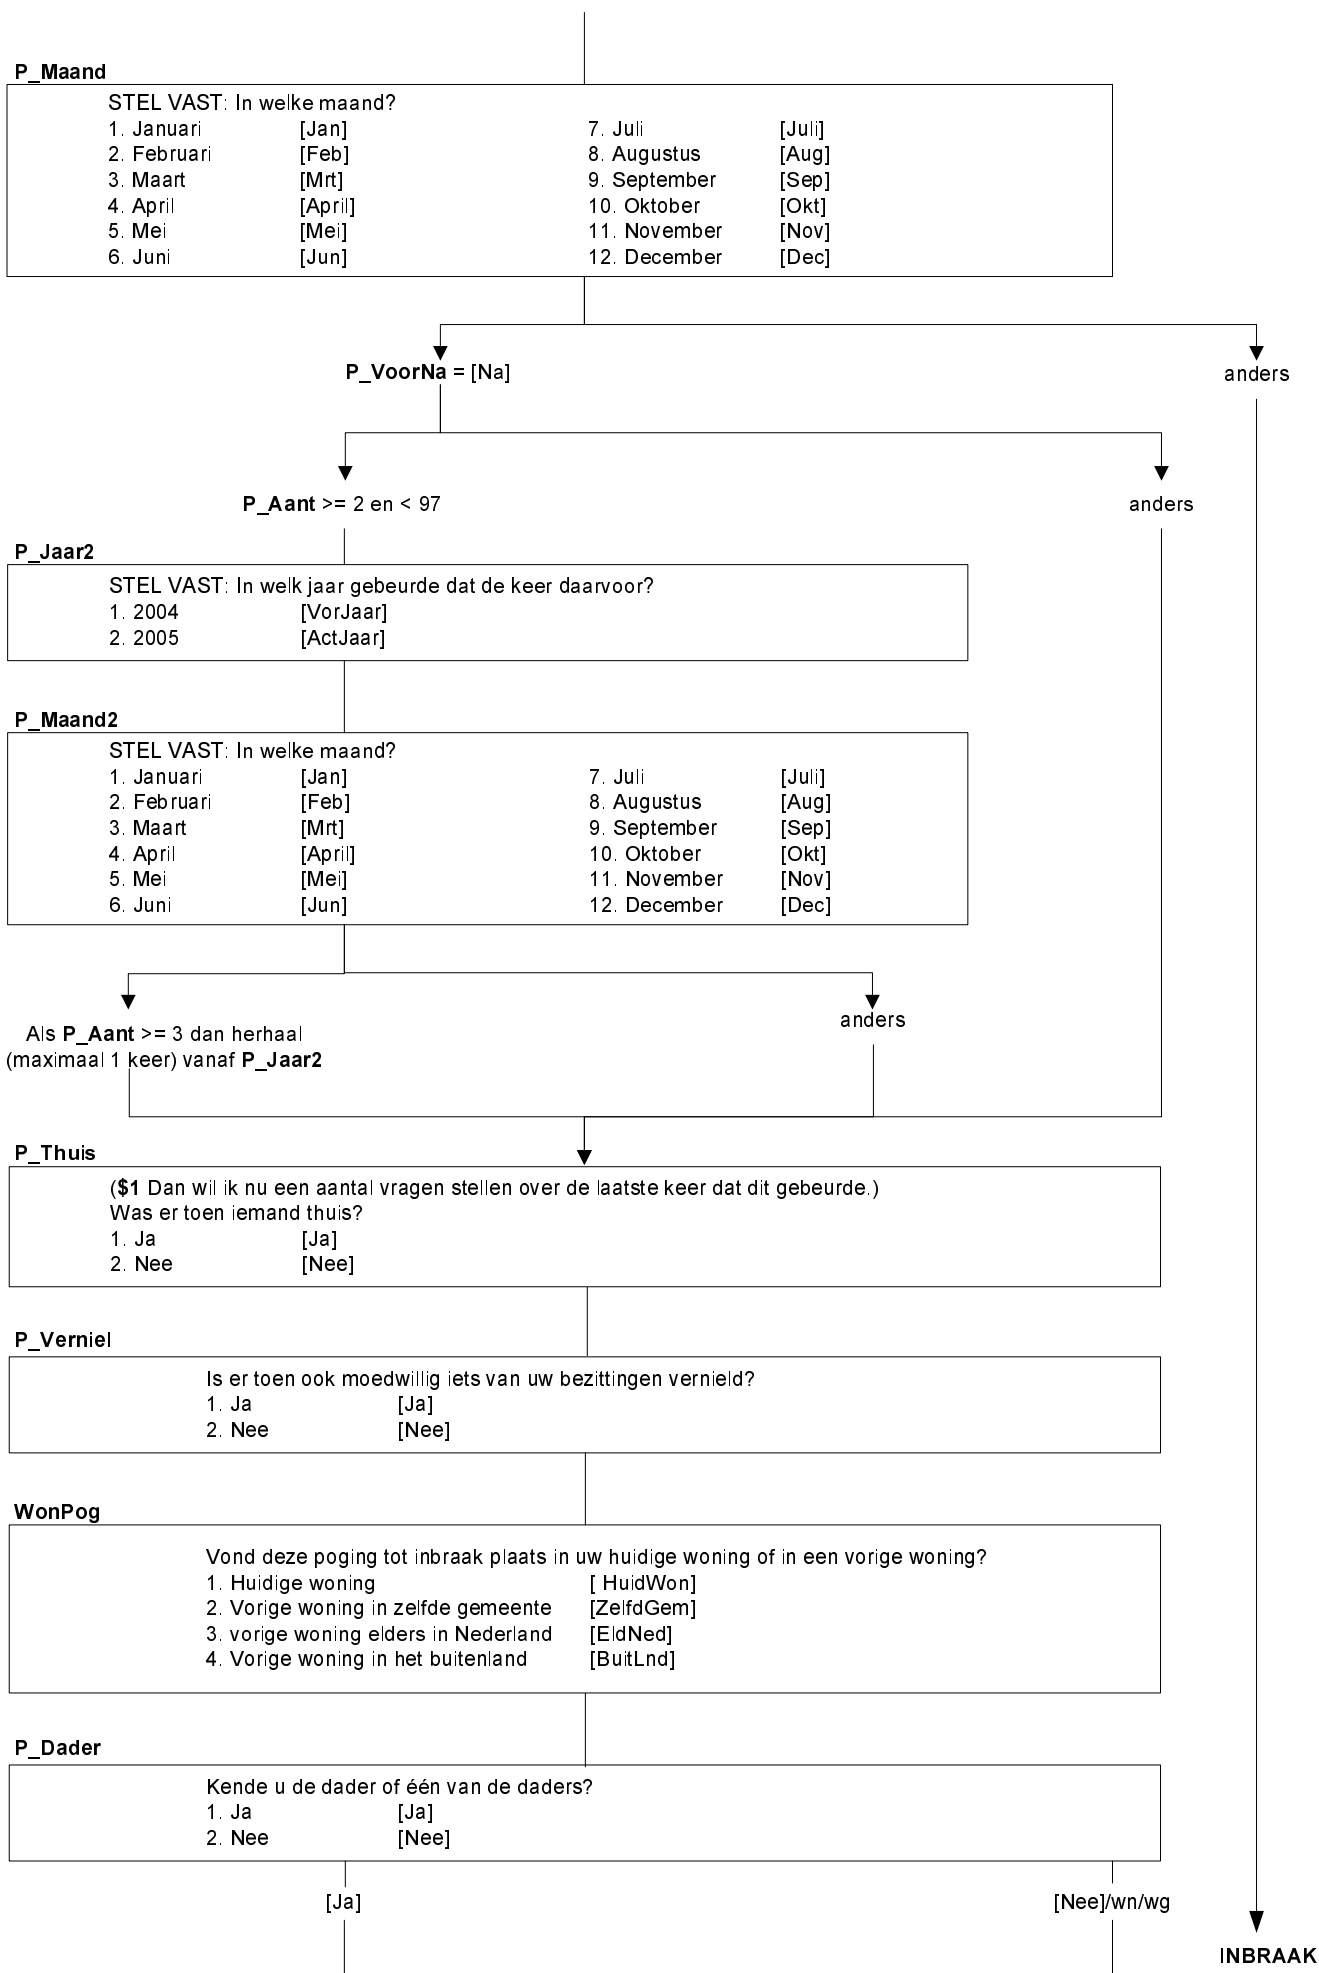 P_Maand
STEL VAST: In welke maand?
1. Januari [Jan] 7. Juli [Juli]
2. Februari [Feb] 8. Augustus [Aug]
3. Maart [Mrt] 9. September [Sep]
4. April [April] 10. Oktober [Okt]
5. Mei [Mei] 11. November [Nov]
6. Juni [Jun] 12. December [Dec]
P_VoorNa = [Na] anders
P_Aant >= 2 en < 97 anders
P_Jaar2
STEL VAST: In welk jaar gebeurde dat de keer daarvoor?
1. 2004 [VorJaar]
2. 2005 [ActJaar]
P_Maand2
STEL VAST: In welke maand?
1. Januari [Jan] 7. Juli [Juli]
2. Februari [Feb] 8. Augustus [Aug]
3. Maart [Mrt] 9. September [Sep]
4. April [April] 10. Oktober [Okt]
5. Mei [Mei] 11. November [Nov]
6. Juni [Jun] 12. December [Dec]
Als P_Aant >= 3 dan herhaal anders
(maximaal 1 keer) vanaf P_Jaar2
P_Thuis
($1 Dan wil ik nu een aantal vragen stellen over de laatste keer dat dit gebeurde.)
Was er toen iemand thuis?
1. Ja [Ja]
2. Nee [Nee]
P_Verniel
Is er toen ook moedwillig iets van uw bezittingen vernield?
1. Ja [Ja]
2. Nee [Nee]
WonPog
Vond deze poging tot inbraak plaats in uw huidige woning of in een vorige woning?
1. Huidige woning [ HuidWon]
2. Vorige woning in zelfde gemeente [ZelfdGem]
3. vorige woning elders in Nederland [EldNed]
4. Vorige woning in het buitenland [BuitLnd]
P_Dader
Kende u de dader of één van de daders?
1. Ja [Ja]
2. Nee [Nee]
[Ja] [Nee]/wn/wg
INBRAAK